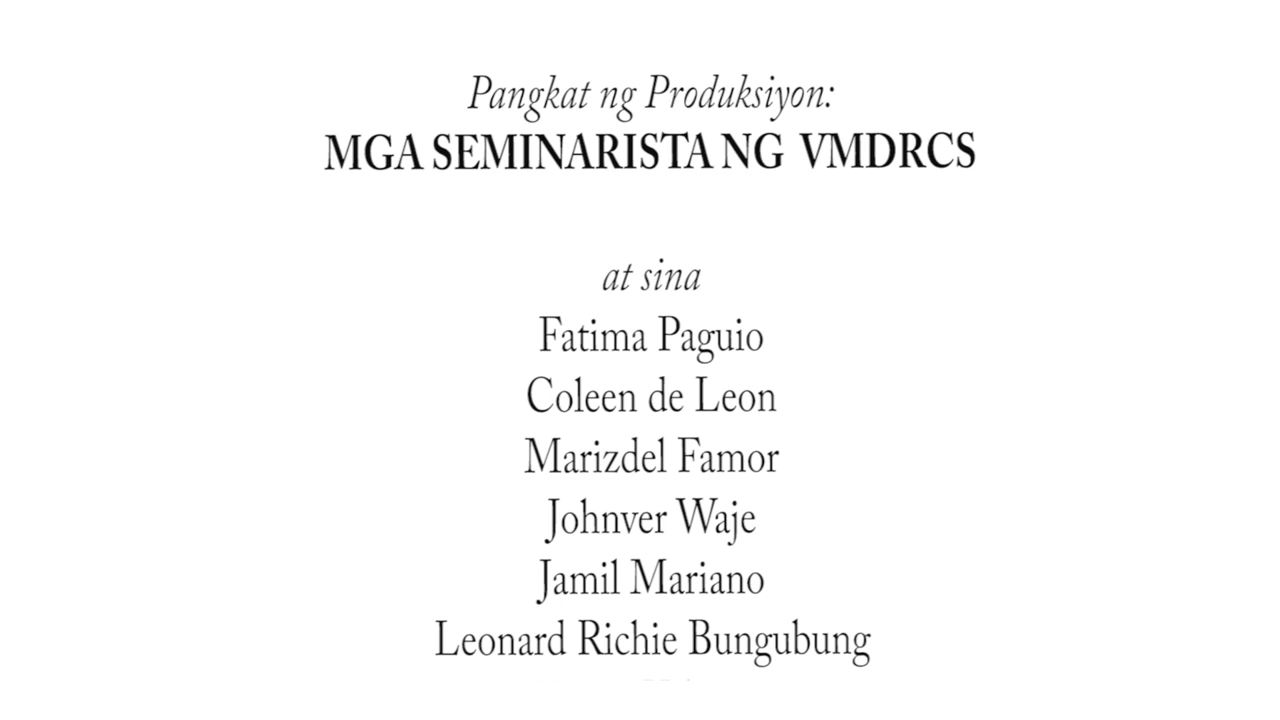 Pangkat ng Produksiyon:
MGA SEMINARISTA NG VMDRCS
at sina
Fatima Paguio
Coleen de Leon
Marizdel Famor
Johnver Waje
Jamil Mariano
Leonard Richie Bungubung